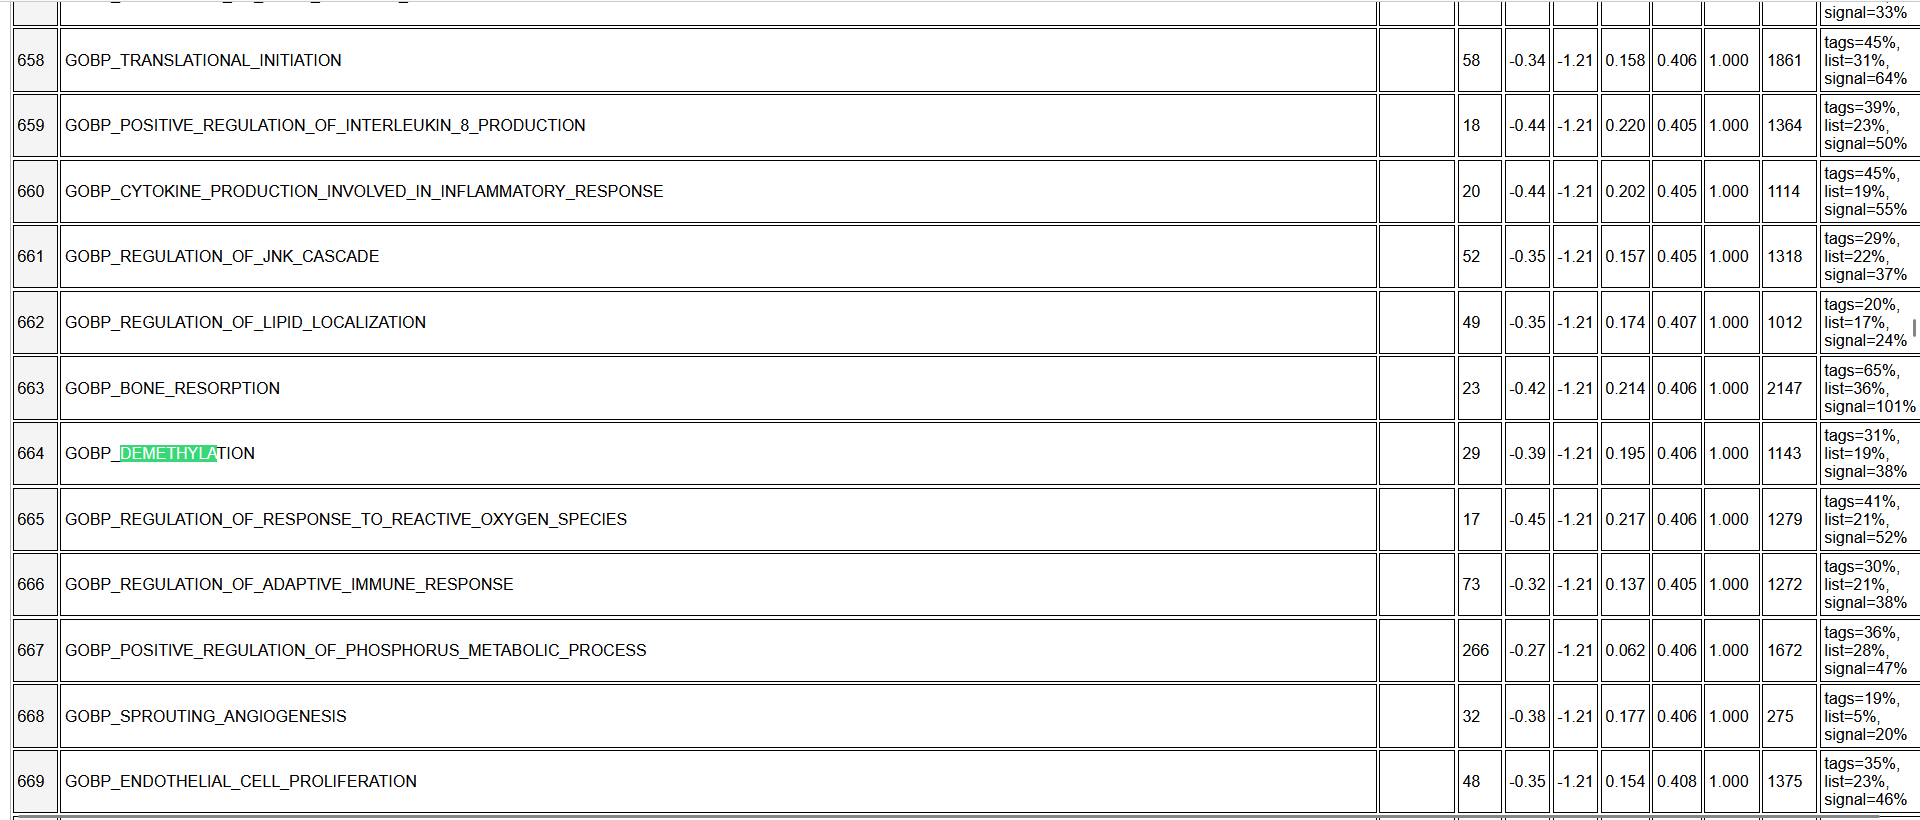 signal=33%
658 GOBP_TRANSLATIONAL_INITIATION 58 -0.34 -1.21 0.158 0.406 1.000 1861 tags=45%,
list=31%,
signal=64%
659 GOBP_POSITIVE_REGULATION_OF_INTERLEUKIN_8_PRODUCTION 18 -0.44 -1.21 0.220 0.405 1.000 1364 tags=39%,
list=23%,
signal=50%
660 GOBP_CYTOKINE_PRODUCTION_INVOLVED_IN_INFLAMMATORY_RESPONSE 20 -0.44 -1.21 0.202 0.405 1.000 1114 tags=45%,
list=19%,
signal=55%
661 GOBP_REGULATION_OF_JNK_CASCADE 52 -0.35 -1.21 0.157 0.405 1.000 1318 tags=29%,
list=22%,
signal=37%
662 GOBP_REGULATION_OF_LIPID_LOCALIZATION 49 -0.35 -1.21 0.174 0.407 1.000 1012 tags=20%,
list=17%,
signal=24%
663 GOBP_BONE_RESORPTION 23 -0.42 -1.21 0.214 0.406 1.000 2147 tags=65%,
list=36%,
signal=101%
664 GOBP_DEMETHYLATION 29 -0.39 -1.21 0.195 0.406 1.000 1143 tags=31%,
list=19%,
signal=38%
665 GOBP_REGULATION_OF_RESPONSE_TO_REACTIVE_OXYGEN_SPECIES 17 -0.45 -1.21 0.217 0.406 1.000 1279 tags=41%,
list=21%,
signal=52%
666 GOBP_REGULATION_OF_ADAPTIVE_IMMUNE_RESPONSE 73 -0.32 -1.21 0.137 0.405 1.000 1272 tags=30%,
list=21%,
signal=38%
667 GOBP_POSITIVE_REGULATION_OF_PHOSPHORUS_METABOLIC_PROCESS 266 -0.27 -1.21 0.062 0.406 1.000 1672 tags=36%,
list=28%,
signal=47%
668 GOBP_SPROUTING_ANGIOGENESIS 32 -0.38 -1.21 0.177 0.406 1.000 275 tags=19%,
list=5%,
signal=20%
669 GOBP_ENDOTHELIAL_CELL_PROLIFERATION 48 -0.35 -1.21 0.154 0.408 1.000 1375 tags=35%,
list=23%,
signal=46%